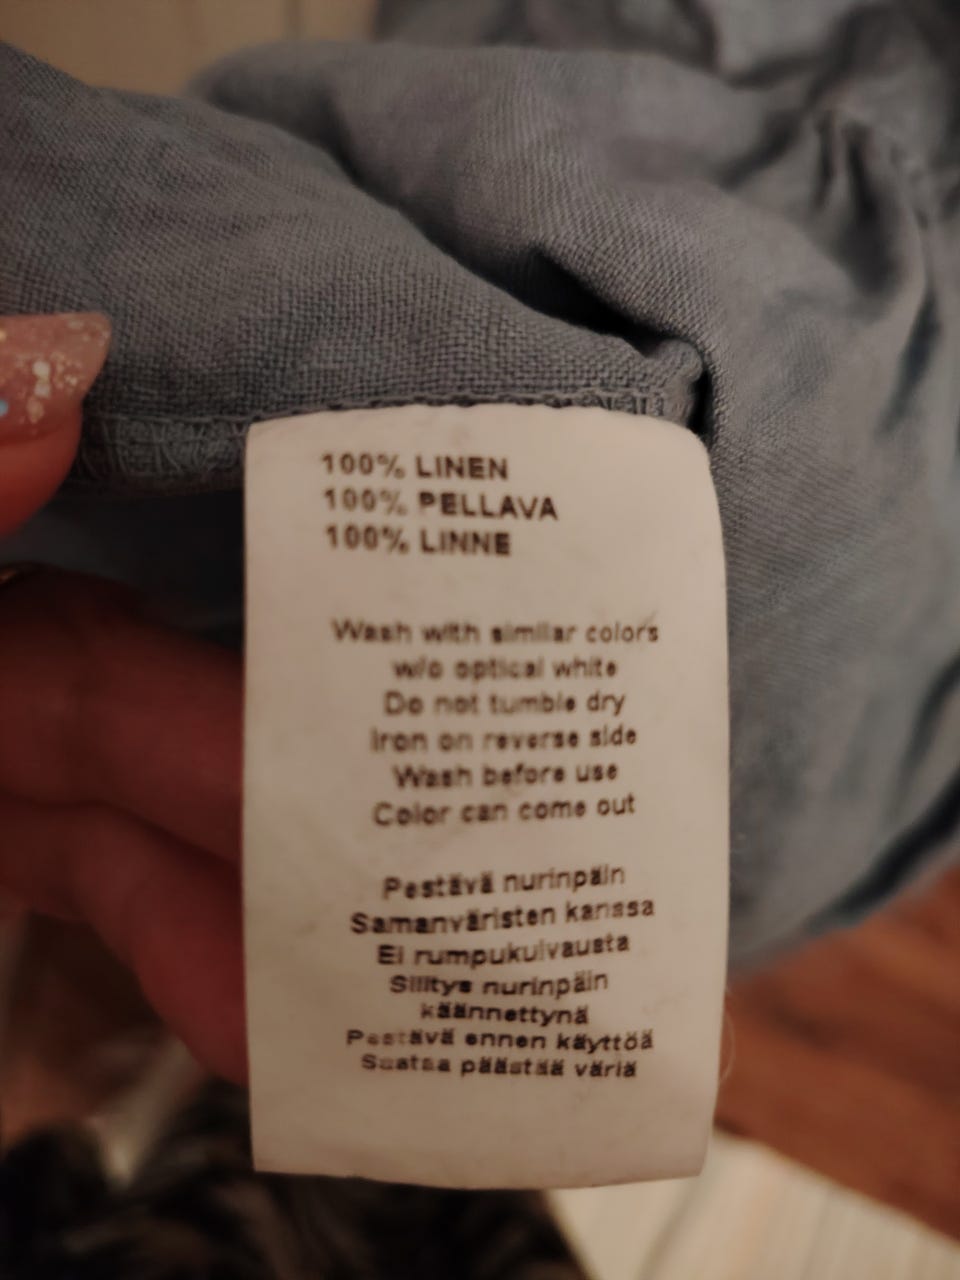 100% LINEN
100% PELLAVA
100% LINNE
Wash with similar colors
w/o optical white
Do not tumble dry
Iron on reverse side
Wash before use
Color can come out
Pestävä nurinpäin
Samanväristen kanssa
Ei rumpukuivausta
Silitys nurinpäin
käännettynä
Pestävä ennen käyttöä
Saataa päästää väriä